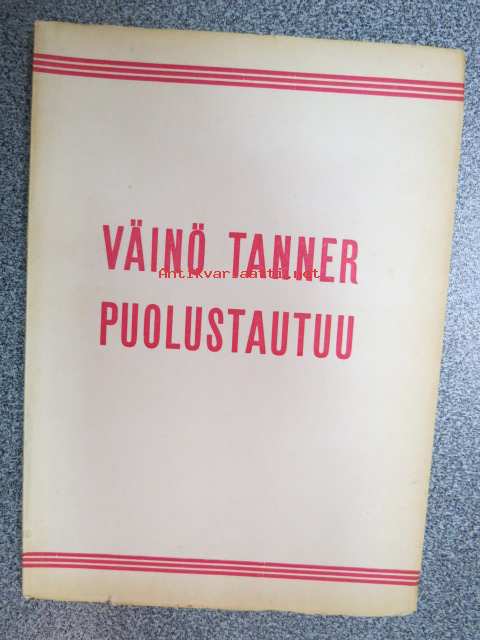 VÄINÖ TANNER
Antikvariaatti.net
PUOLUSTAUTUU